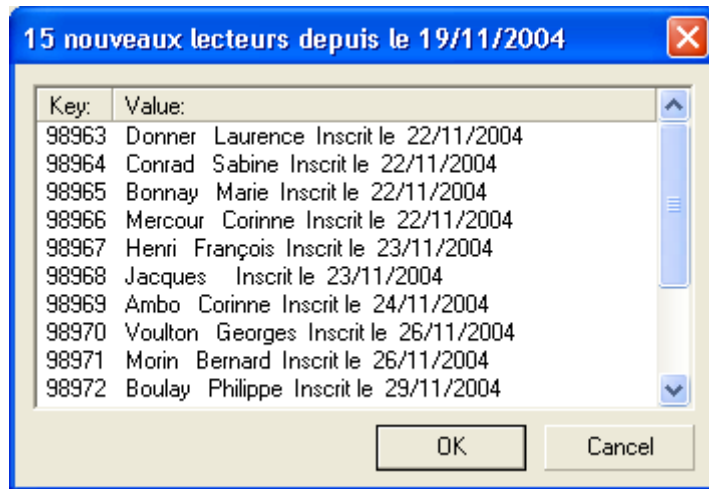 15 nouveaux lecteurs depuis le 19/11/2004
Key: Value:
98963 Donner Laurence Inscrit le 22/11/2004
98964 Conrad Sabine Inscrit le 22/11/2004
98965 Bonnay Marie Inscrit le 22/11/2004
98966 Mercour Corinne Inscrit le 22/11/2004
98967 Henri François Inscrit le 23/11/2004
98968 Jacques Inscrit le 23/11/2004
98969 Ambo Corinne Inscrit le 24/11/2004
98970 Voulton Georges Inscrit le 26/11/2004
98971 Morin Bernard Inscrit le 26/11/2004
98972 Boulay Philippe Inscrit le 29/11/2004
OK Cancel